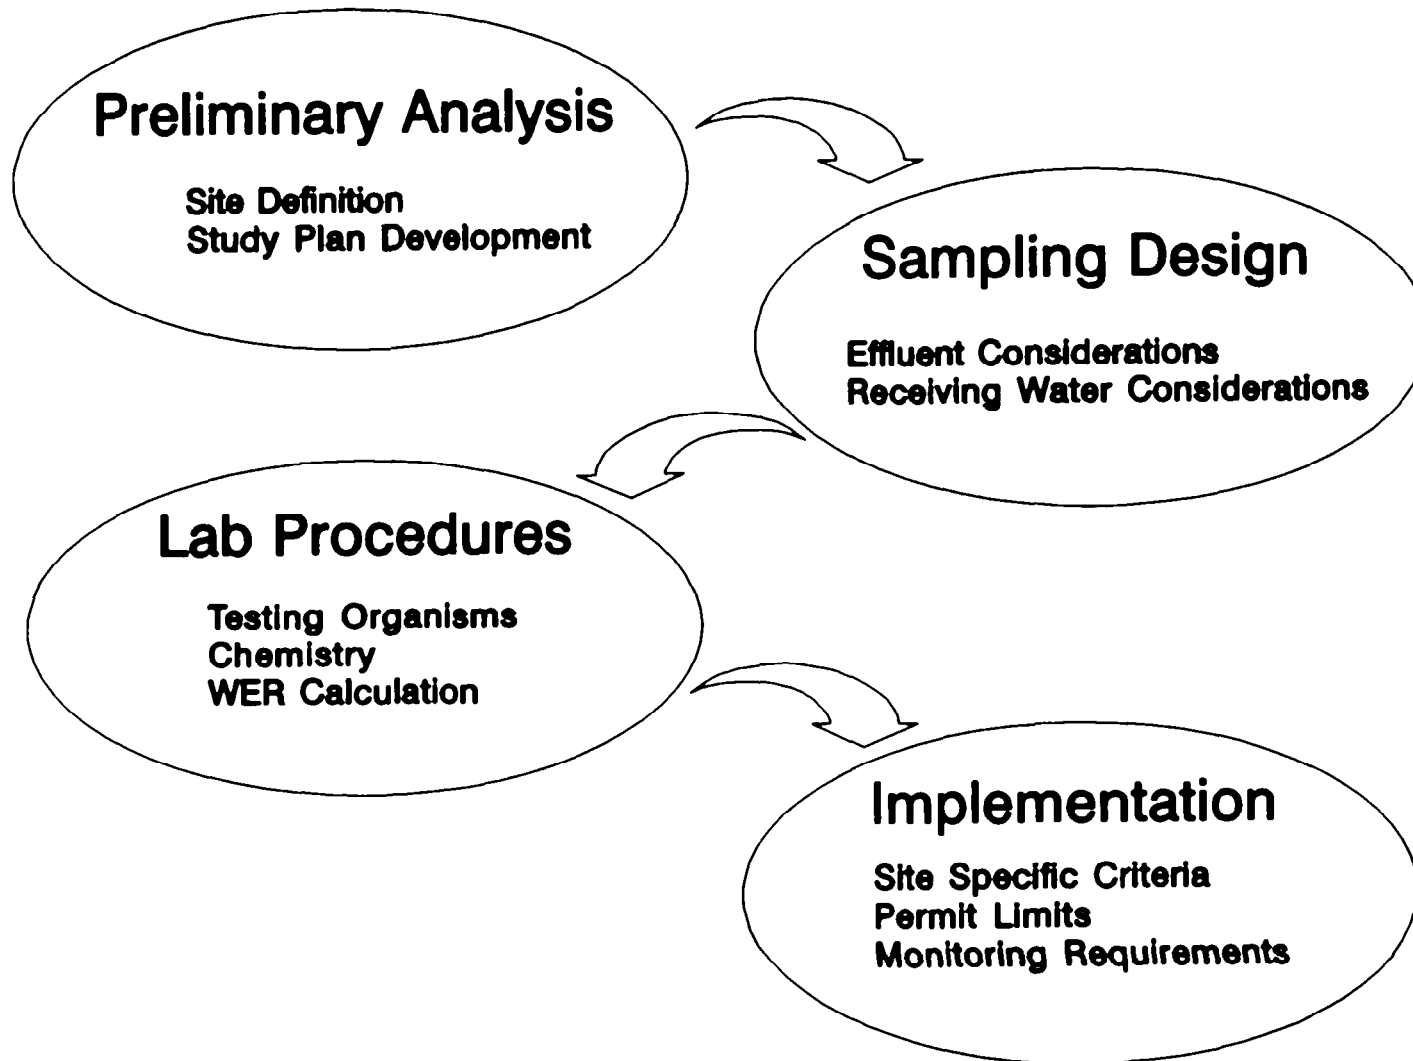 Preliminary Analysis
Site Definition
Study Plan Development
Sampling Design
Effluent Considerations
Receiving Water Considerations
Lab Procedures
Testing Organisms
Chemistry
WER Calculation
Implementation
Site Specific Criteria
Permit Limits
Monitoring Requirements